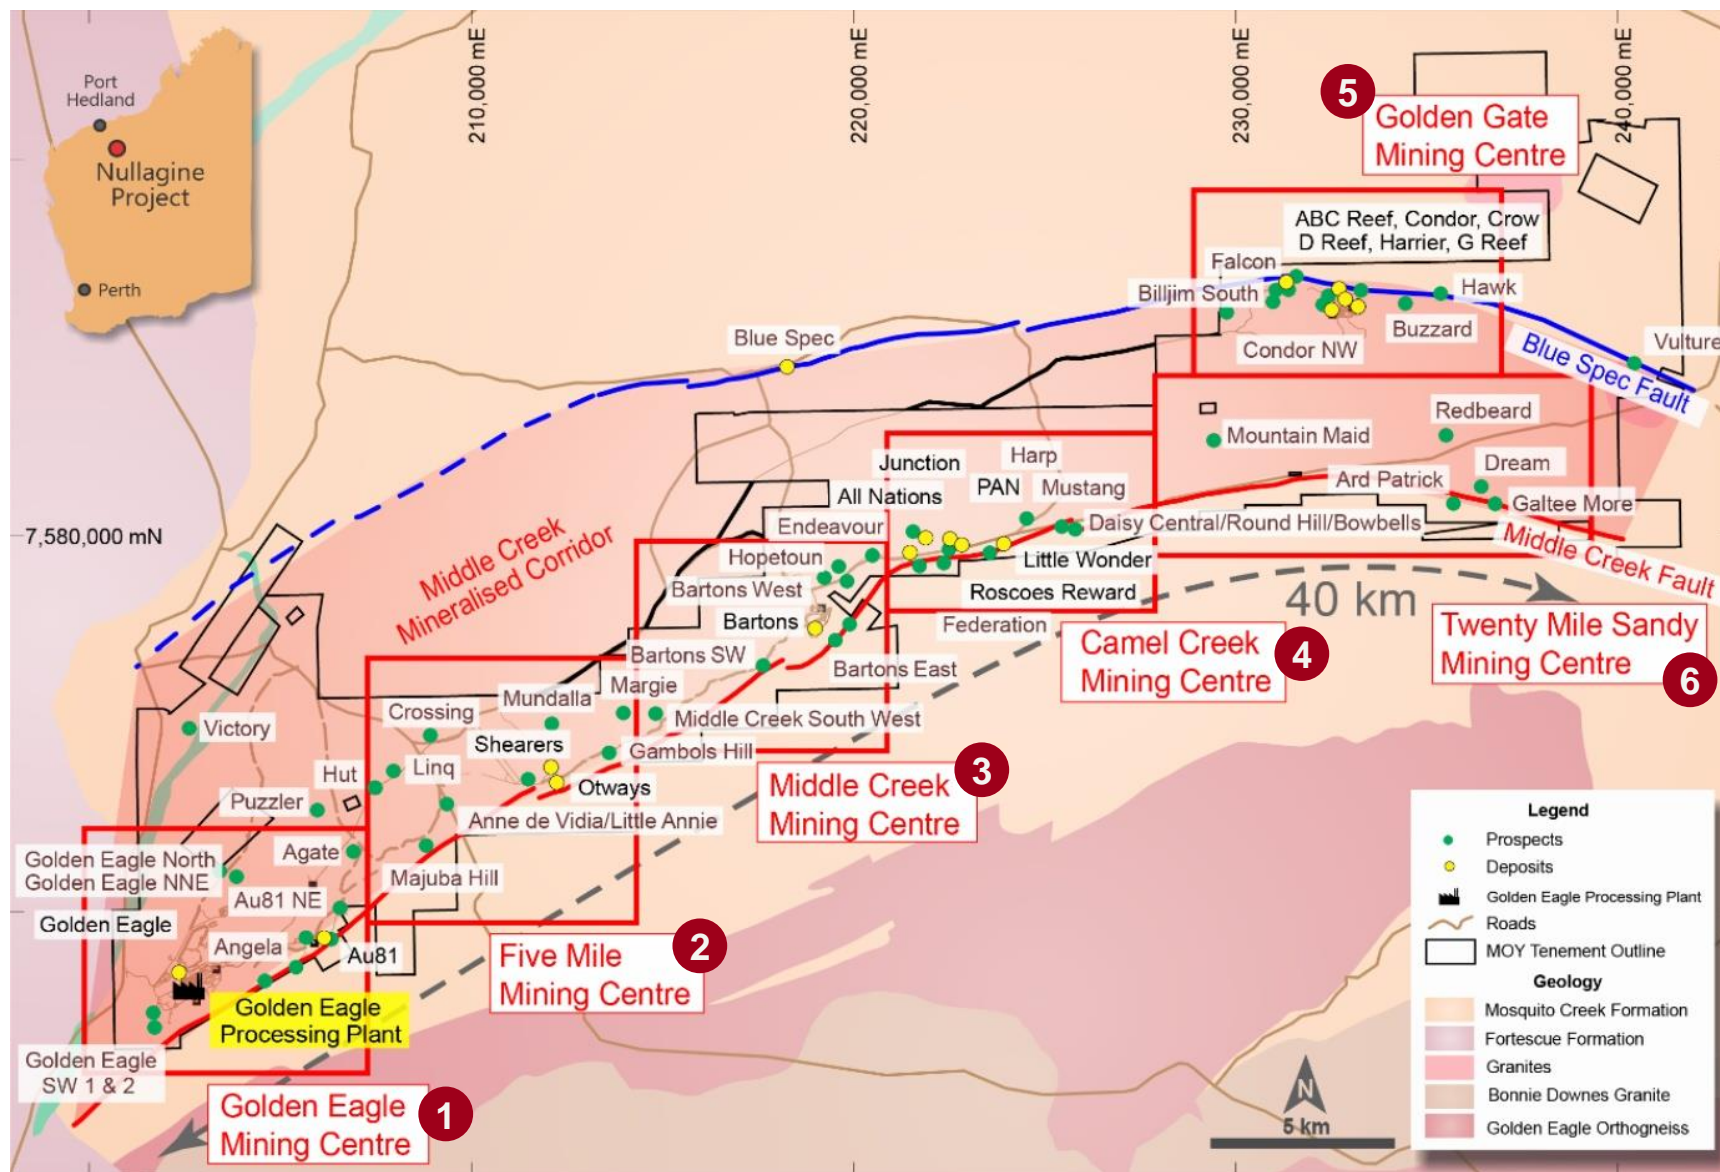 210,000 mE
220,000 mE
230,000 mE
240,000 mE
Port
Hedland
Nullagine
Project
Perth
5
Golden Gate
Mining Centre
ABC Reef, Condor, Crow
D Reef, Harrier, G Reef
Falcon
Billjim South
Hawk
Buzzard
Condor NW
Vulture
Blue Spec Fault
Blue Spec
Redbeard
Mountain Maid
Dream
Ard Patrick
Galtee More
Junction
Harp
All Nations
PAN
Mustang
Endeavour
Daisy Central/Round Hill/Bowbells
7,580,000 mN
Middle Creek
Mineralised Corridor
Middle Creek Fault
Hopetoun
Little Wonder
Bartons West
Roscoes Reward
40 km
Bartons
Federation
Twenty Mile Sandy
Mining Centre
6
Camel Creek
Mining Centre
4
Bartons SW
Bartons East
Margie
Mundalla
Crossing
Middle Creek South West
Victory
Shearers
Gambols Hill
Hut
Linq
Otways
Middle Creek
Mining Centre
3
Puzzler
Anne de Vidia/Little Annie
Golden Eagle North
Golden Eagle NNE
Agate
Majuba Hill
Au81 NE
Golden Eagle
Angela
Au81
Five Mile
Mining Centre
2
Golden Eagle
Processing Plant
Golden Eagle
SW 1 & 2
Golden Eagle
Mining Centre
1
N
5 km
Legend
Prospects
Deposits
Golden Eagle Processing Plant
Roads
MOY Tenement Outline
Geology
Mosquito Creek Formation
Fortescue Formation
Granites
Bonnie Downes Granite
Golden Eagle Orthogneiss